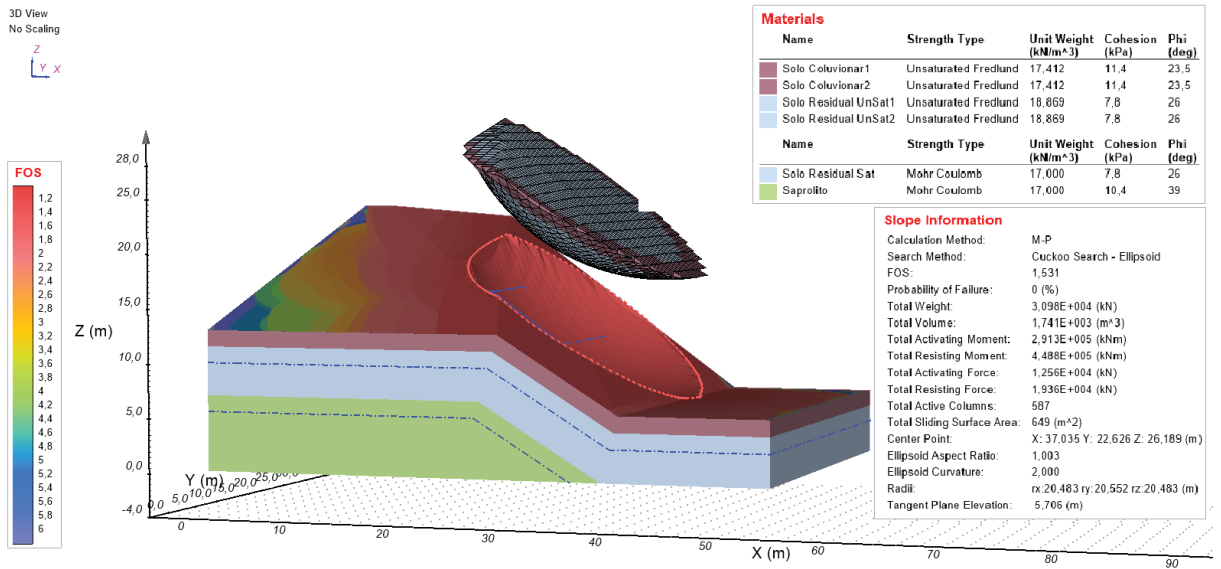 3D View
No Scaling
Z
Y X
Materials
Name Strength Type Unit Weight (kN/m^3) Cohesion (kPa) Phi (deg)
Solo Coluvionar1 Unsaturated Fredlund 17,412 11,4 23,5
Solo Coluvionar2 Unsaturated Fredlund 17,412 11,4 23,5
Solo Residual UnSat1 Unsaturated Fredlund 18,869 7,8 26
Solo Residual UnSat2 Unsaturated Fredlund 18,869 7,8 26
Name Strength Type Unit Weight (kN/m^3) Cohesion (kPa) Phi (deg)
Solo Residual Sat Mohr Coulomb 17,000 7,8 26
Saprolito Mohr Coulomb 17,000 10,4 39
FOS
1,2
1,4
1,6
1,8
2
2,2
2,4
2,6
2,8
3
3,2
3,4
3,6
3,8
4
4,2
4,4
4,6
4,8
5
5,2
5,4
5,6
5,8
6
28,0
25,0
20,0
15,0
10,0
5,0
0,0
-4,0
Z (m)
Y (m)
0,0 5,0 10,0 15,0 20,0 25,0
0 10 20 30 40 50 60 70 80 90
X (m)
Slope Information
Calculation Method: M-P
Search Method: Cuckoo Search - Ellipsoid
FOS: 1,531
Probability of Failure: 0 (%)
Total Weight: 3,098E+004 (kN)
Total Volume: 1,741E+003 (m^3)
Total Activating Moment: 2,913E+005 (kNm)
Total Resisting Moment: 4,488E+005 (kNm)
Total Activating Force: 1,256E+004 (kN)
Total Resisting Force: 1,936E+004 (kN)
Total Active Columns: 587
Total Sliding Surface Area: 649 (m^2)
Center Point: X: 37,035 Y: 22,626 Z: 26,189 (m)
Ellipsoid Aspect Ratio: 1,003
Ellipsoid Curvature: 2,000
Radii: rx:20,483 ry:20,552 rz:20,483 (m)
Tangent Plane Elevation: 5,706 (m)